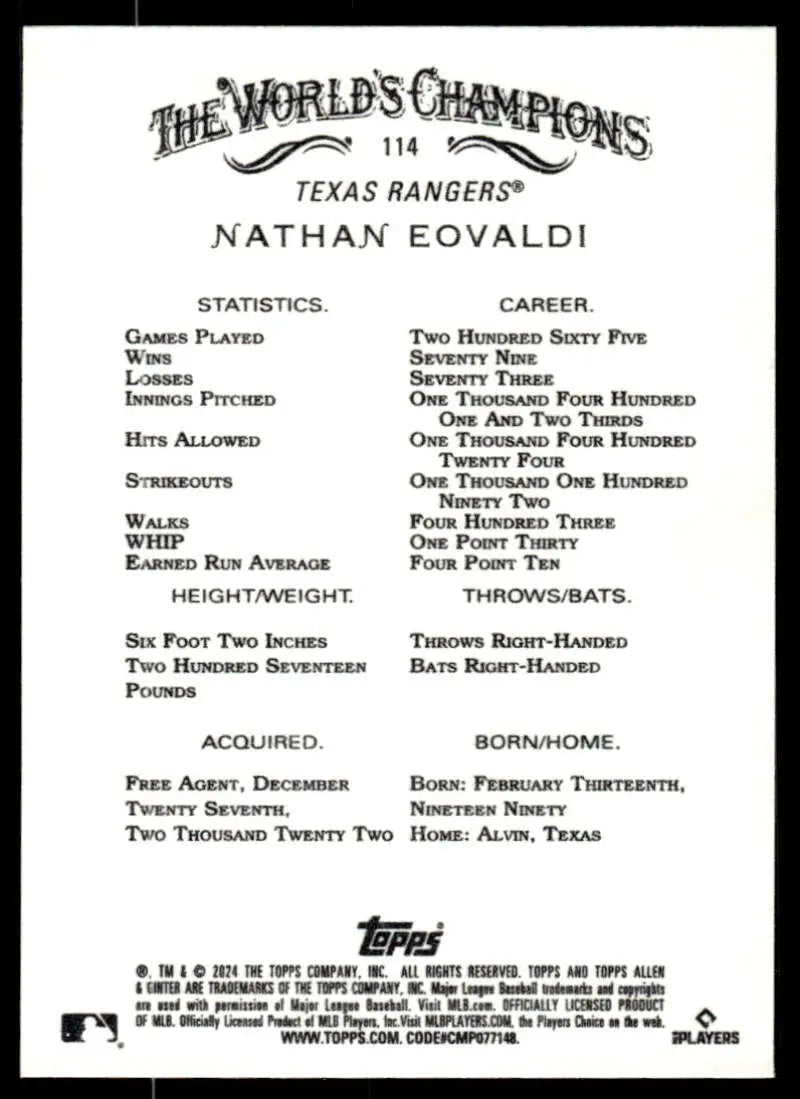 THE WORLD'S CHAMPIONS
114
TEXAS RANGERS®
NATHAN EOVALDI
STATISTICS. CAREER.
GAMES PLAYED TWO HUNDRED SIXTY FIVE
WINS SEVENTY NINE
LOSSES SEVENTY THREE
INNINGS PITCHED ONE THOUSAND FOUR HUNDRED
ONE AND TWO THIRDS
HITS ALLOWED ONE THOUSAND FOUR HUNDRED
TWENTY FOUR
STRIKEOUTS ONE THOUSAND ONE HUNDRED
NINETY TWO
WALKS FOUR HUNDRED THREE
WHIP ONE POINT THIRTY
EARNED RUN AVERAGE FOUR POINT TEN
HEIGHT/WEIGHT. THROWS/BATS.
SIX FOOT TWO INCHES THROWS RIGHT-HANDED
TWO HUNDRED SEVENTEEN BATS RIGHT-HANDED
POUNDS
ACQUIRED. BORN/HOME.
FREE AGENT, DECEMBER BORN: FEBRUARY THIRTEENTH,
TWENTY SEVENTH, NINETEEN NINETY
TWO THOUSAND TWENTY TWO HOME: ALVIN, TEXAS
Topps®
®, TM & © 2024 THE TOPPS COMPANY, INC. ALL RIGHTS RESERVED. TOPPS AND TOPPS ALLEN
& GINTER ARE TRADEMARKS OF THE TOPPS COMPANY, INC. Major League Baseball trademarks and copyrights
are used with permission of Major League Baseball. Visit MLB.com. OFFICIALLY LICENSED PRODUCT
OF MLB. Officially Licensed Product of MLB Players, Inc. Visit MLBPLAYERS.COM, the Players Choice on the web.
WWW.TOPPS.COM. CODE#CMP077148.
PLAYERS